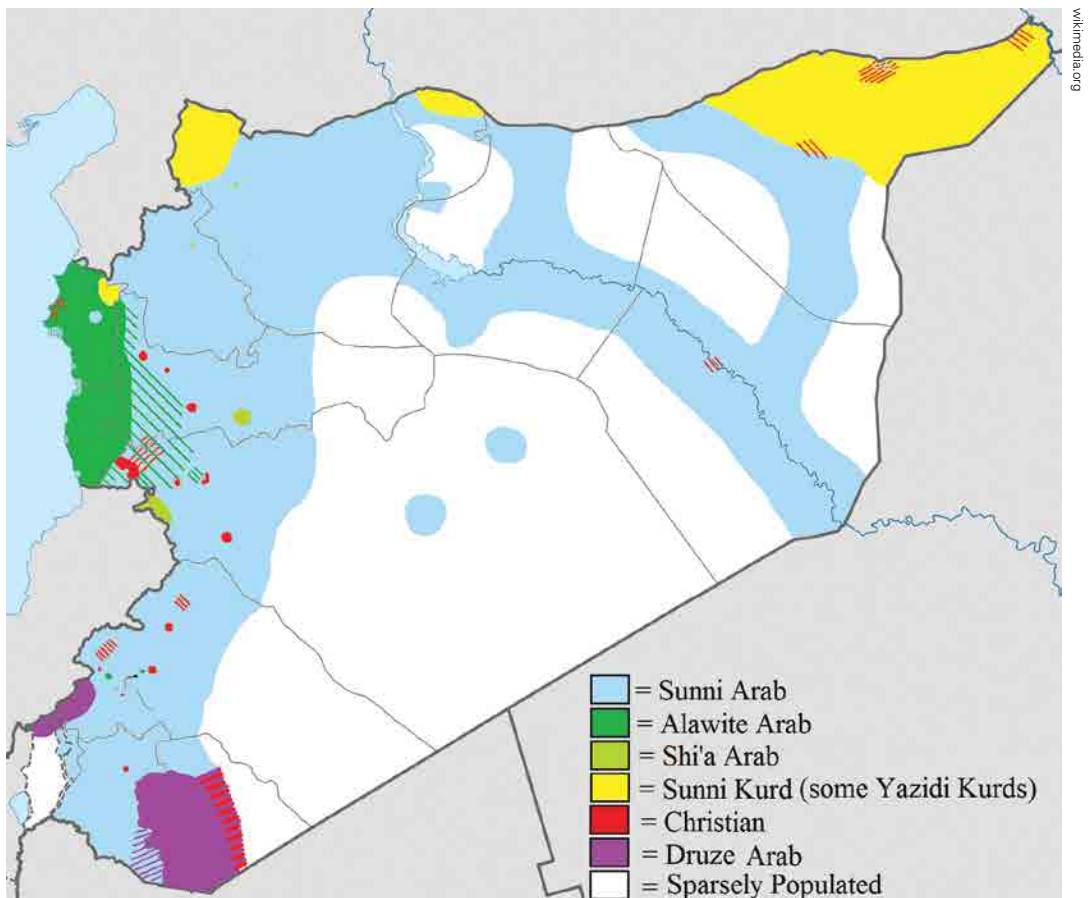 wikimedia.org
= Sunni Arab
= Alawite Arab
= Shi'a Arab
= Sunni Kurd (some Yazidi Kurds)
= Christian
= Druze Arab
= Sparsely Populated